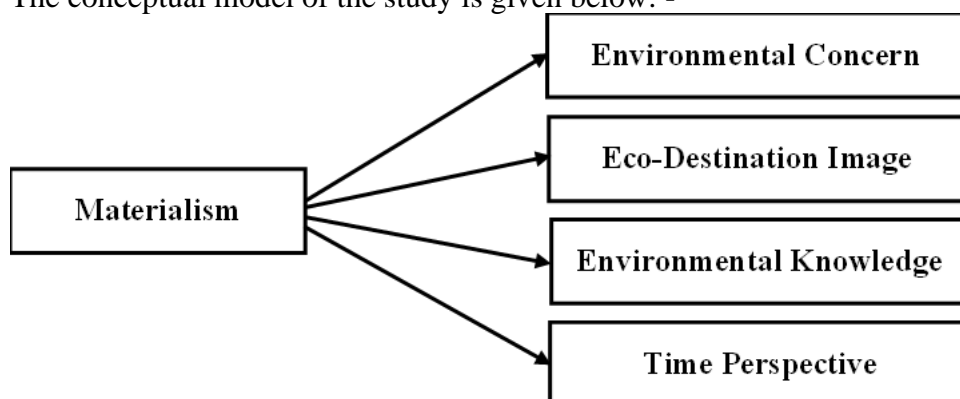 The conceptual model of the study is given below: -
Environmental Concern
Eco-Destination Image
Materialism
Environmental Knowledge
Time Perspective